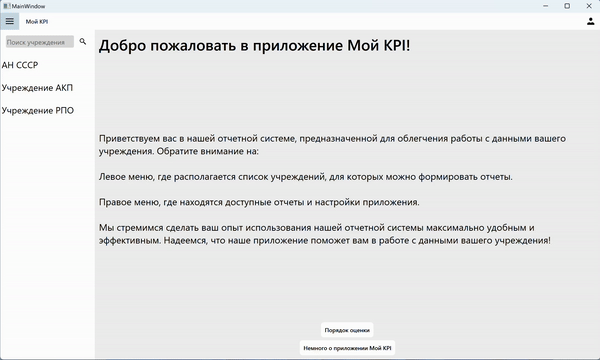 MainWindow
Мой KPI
Поиск учреждения
АН СССР
Учреждение АКП
Учреждение РПО
Добро пожаловать в приложение Мой KPI!
Приветствуем вас в нашей отчетной системе, предназначенной для облегчения работы с данными вашего
учреждения. Обратите внимание на:
Левое меню, где располагается список учреждений, для которых можно формировать отчеты.
Правое меню, где находятся доступные отчеты и настройки приложения.
Мы стремимся сделать ваш опыт использования нашей отчетной системы максимально удобным и
эффективным. Надеемся, что наше приложение поможет вам в работе с данными вашего учреждения!
Порядок оценки
Немного о приложении Мой KPI